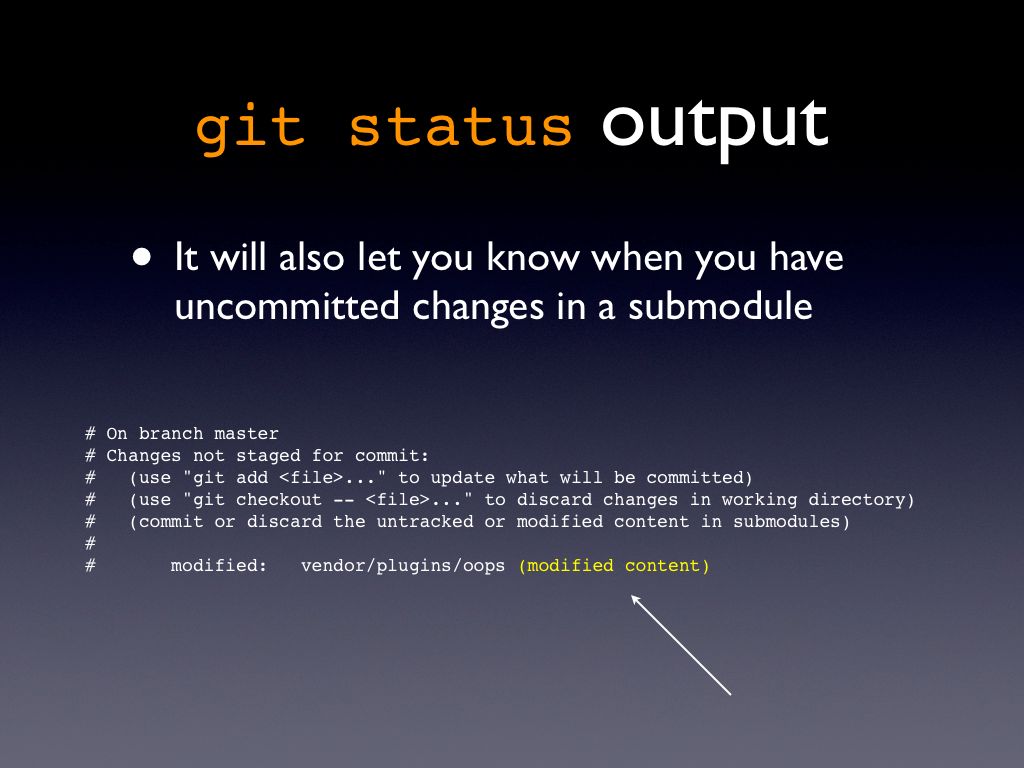 git status output
• It will also let you know when you have
uncommitted changes in a submodule
# On branch master
# Changes not staged for commit:
#   (use "git add <file>..." to update what will be committed)
#   (use "git checkout -- <file>..." to discard changes in working directory)
#   (commit or discard the untracked or modified content in submodules)
#
#       modified:   vendor/plugins/oops (modified content)